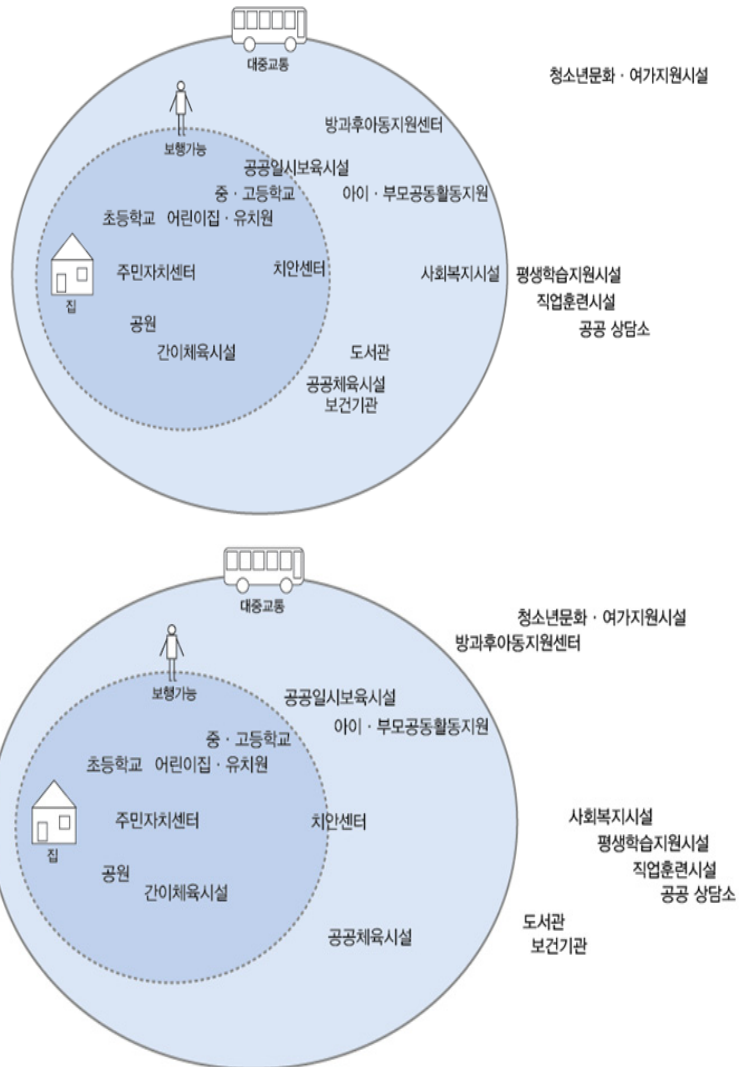 대중교통
청소년문화 · 여가지원시설
방과후아동지원센터
보행가능
공공일시보육시설
중 · 고등학교
아이 · 부모공동활동지원
초등학교
어린이집 · 유치원
주민자치센터
치안센터
사회복지시설
평생학습지원시설
집
직업훈련시설
공원
공공 상담소
간이체육시설
도서관
공공체육시설
보건기관
대중교통
청소년문화 · 여가지원시설
방과후아동지원센터
보행가능
공공일시보육시설
아이 · 부모공동활동지원
중 · 고등학교
초등학교
어린이집 · 유치원
주민자치센터
치안센터
사회복지시설
평생학습지원시설
집
직업훈련시설
공원
공공 상담소
간이체육시설
도서관
공공체육시설
보건기관